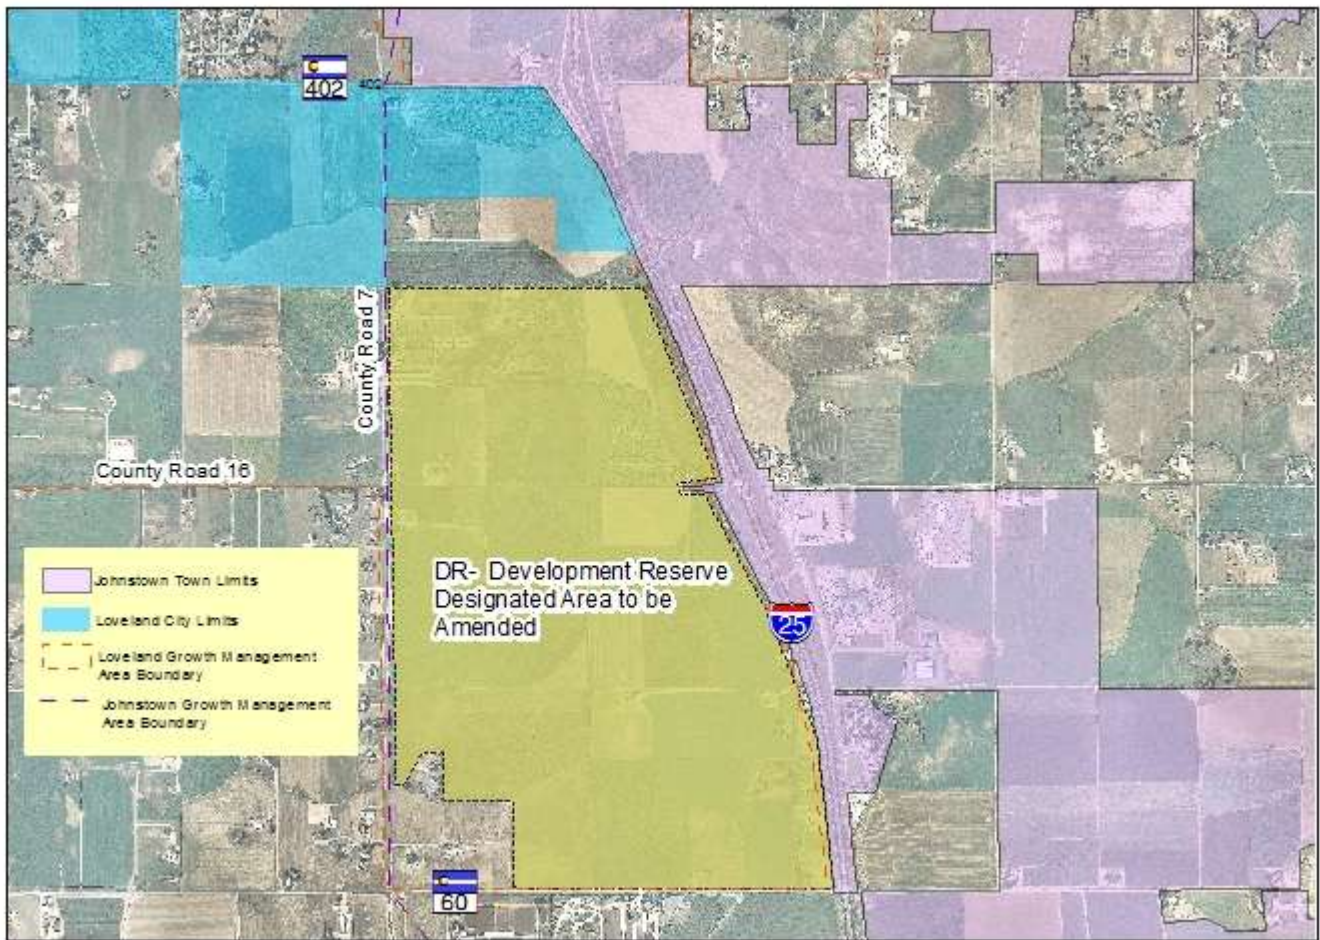 402
402
County Road 7
County Road 16
DR- Development Reserve
Designated Area to be
Amended
25
Johnstown Town Limits
Loveland City Limits
Loveland Growth Management
Area Boundary
Johnstown Growth Management
Area Boundary
60